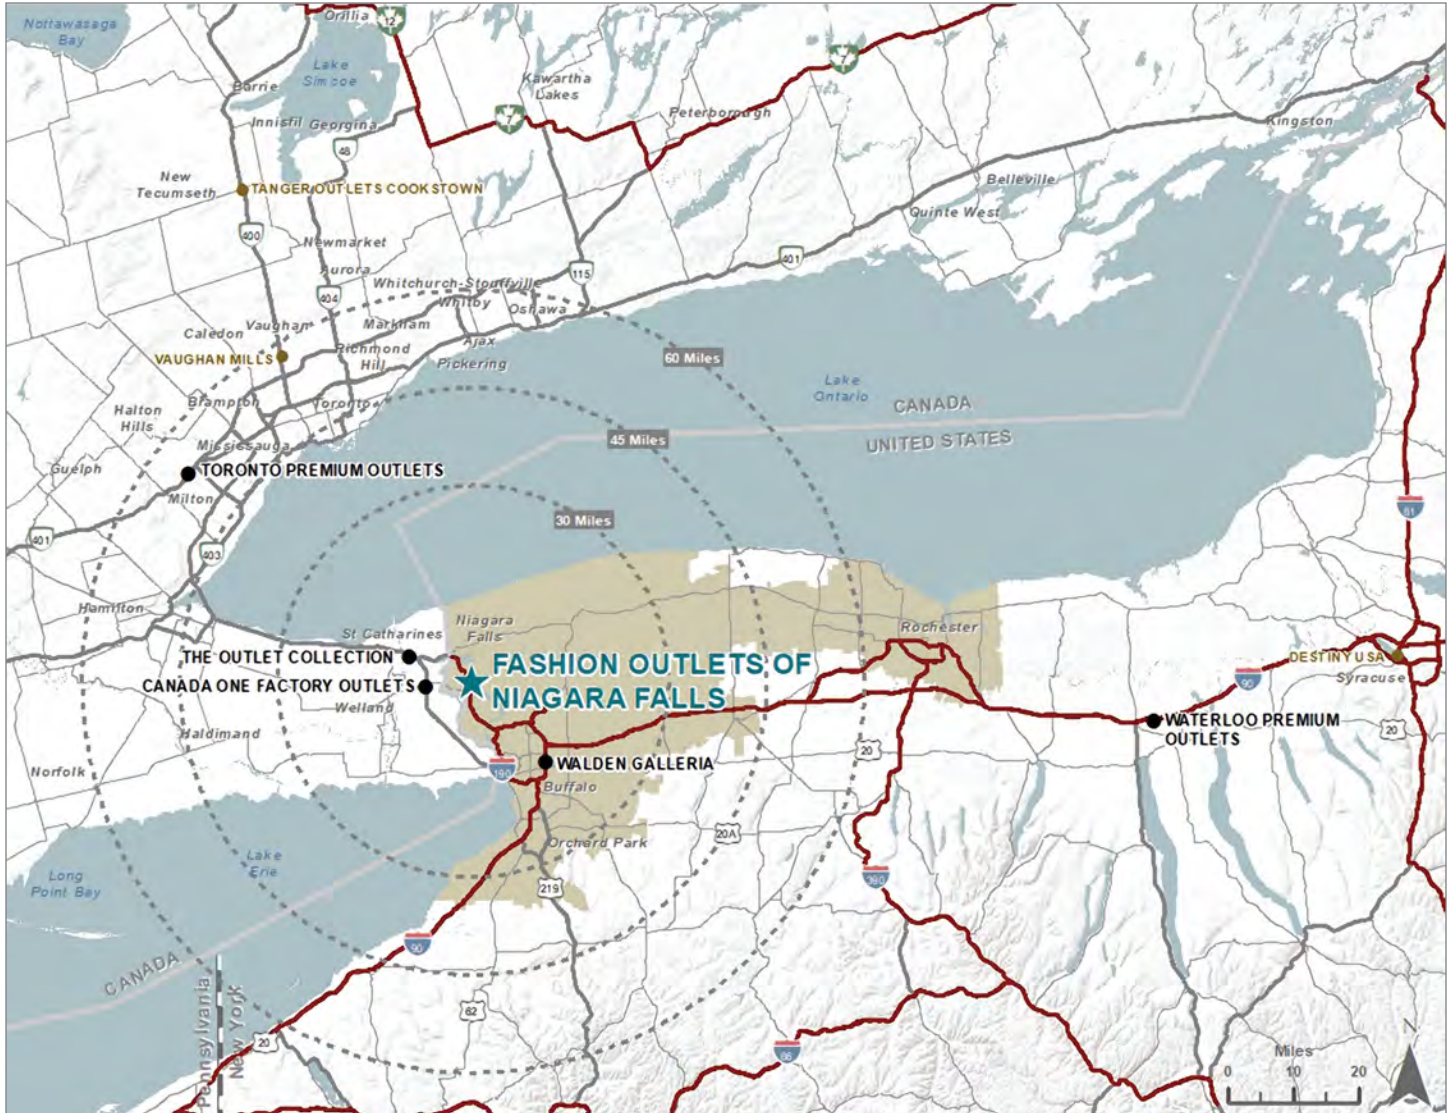 Nottawasaga
Bay
Orillia
12
Lake
Simcoe
Barrie
Kawartha
Lakes
7
Innisfil
Georgina
7
Peterborough
Kingston
48
New
Tecumseth
TANGER OUTLETS COOKSTOWN
Belleville
Quinte West
400
Newmarket
401
Aurora
115
404
Whitchurch-Stouffville
Whitby
Oshawa
Caledon
Vaughan
Markham
Ajax
VAUGHAN MILLS
Richmond
Hill
Pickering
60 Miles
Lake
Ontario
Halton
Hills
Brampton
Toronto
CANADA
UNITED STATES
45 Miles
Mississauga
Guelph
TORONTO PREMIUM OUTLETS
Milton
81
30 Miles
401
403
Hamilton
St Catharines
Niagara
Falls
Rochester
THE OUTLET COLLECTION
FASHION OUTLETS OF
NIAGARA FALLS
DESTINY USA
Syracuse
CANADA ONE FACTORY OUTLETS
90
Welland
WATERLOO PREMIUM
OUTLETS
20
Haldimand
20
Norfolk
190
WALDEN GALLERIA
Buffalo
20A
Orchard Park
Lake
Erie
Long
Point Bay
390
219
90
CANADA
Pennsylvania
New York
62
20
86
N
Miles
0 10 20